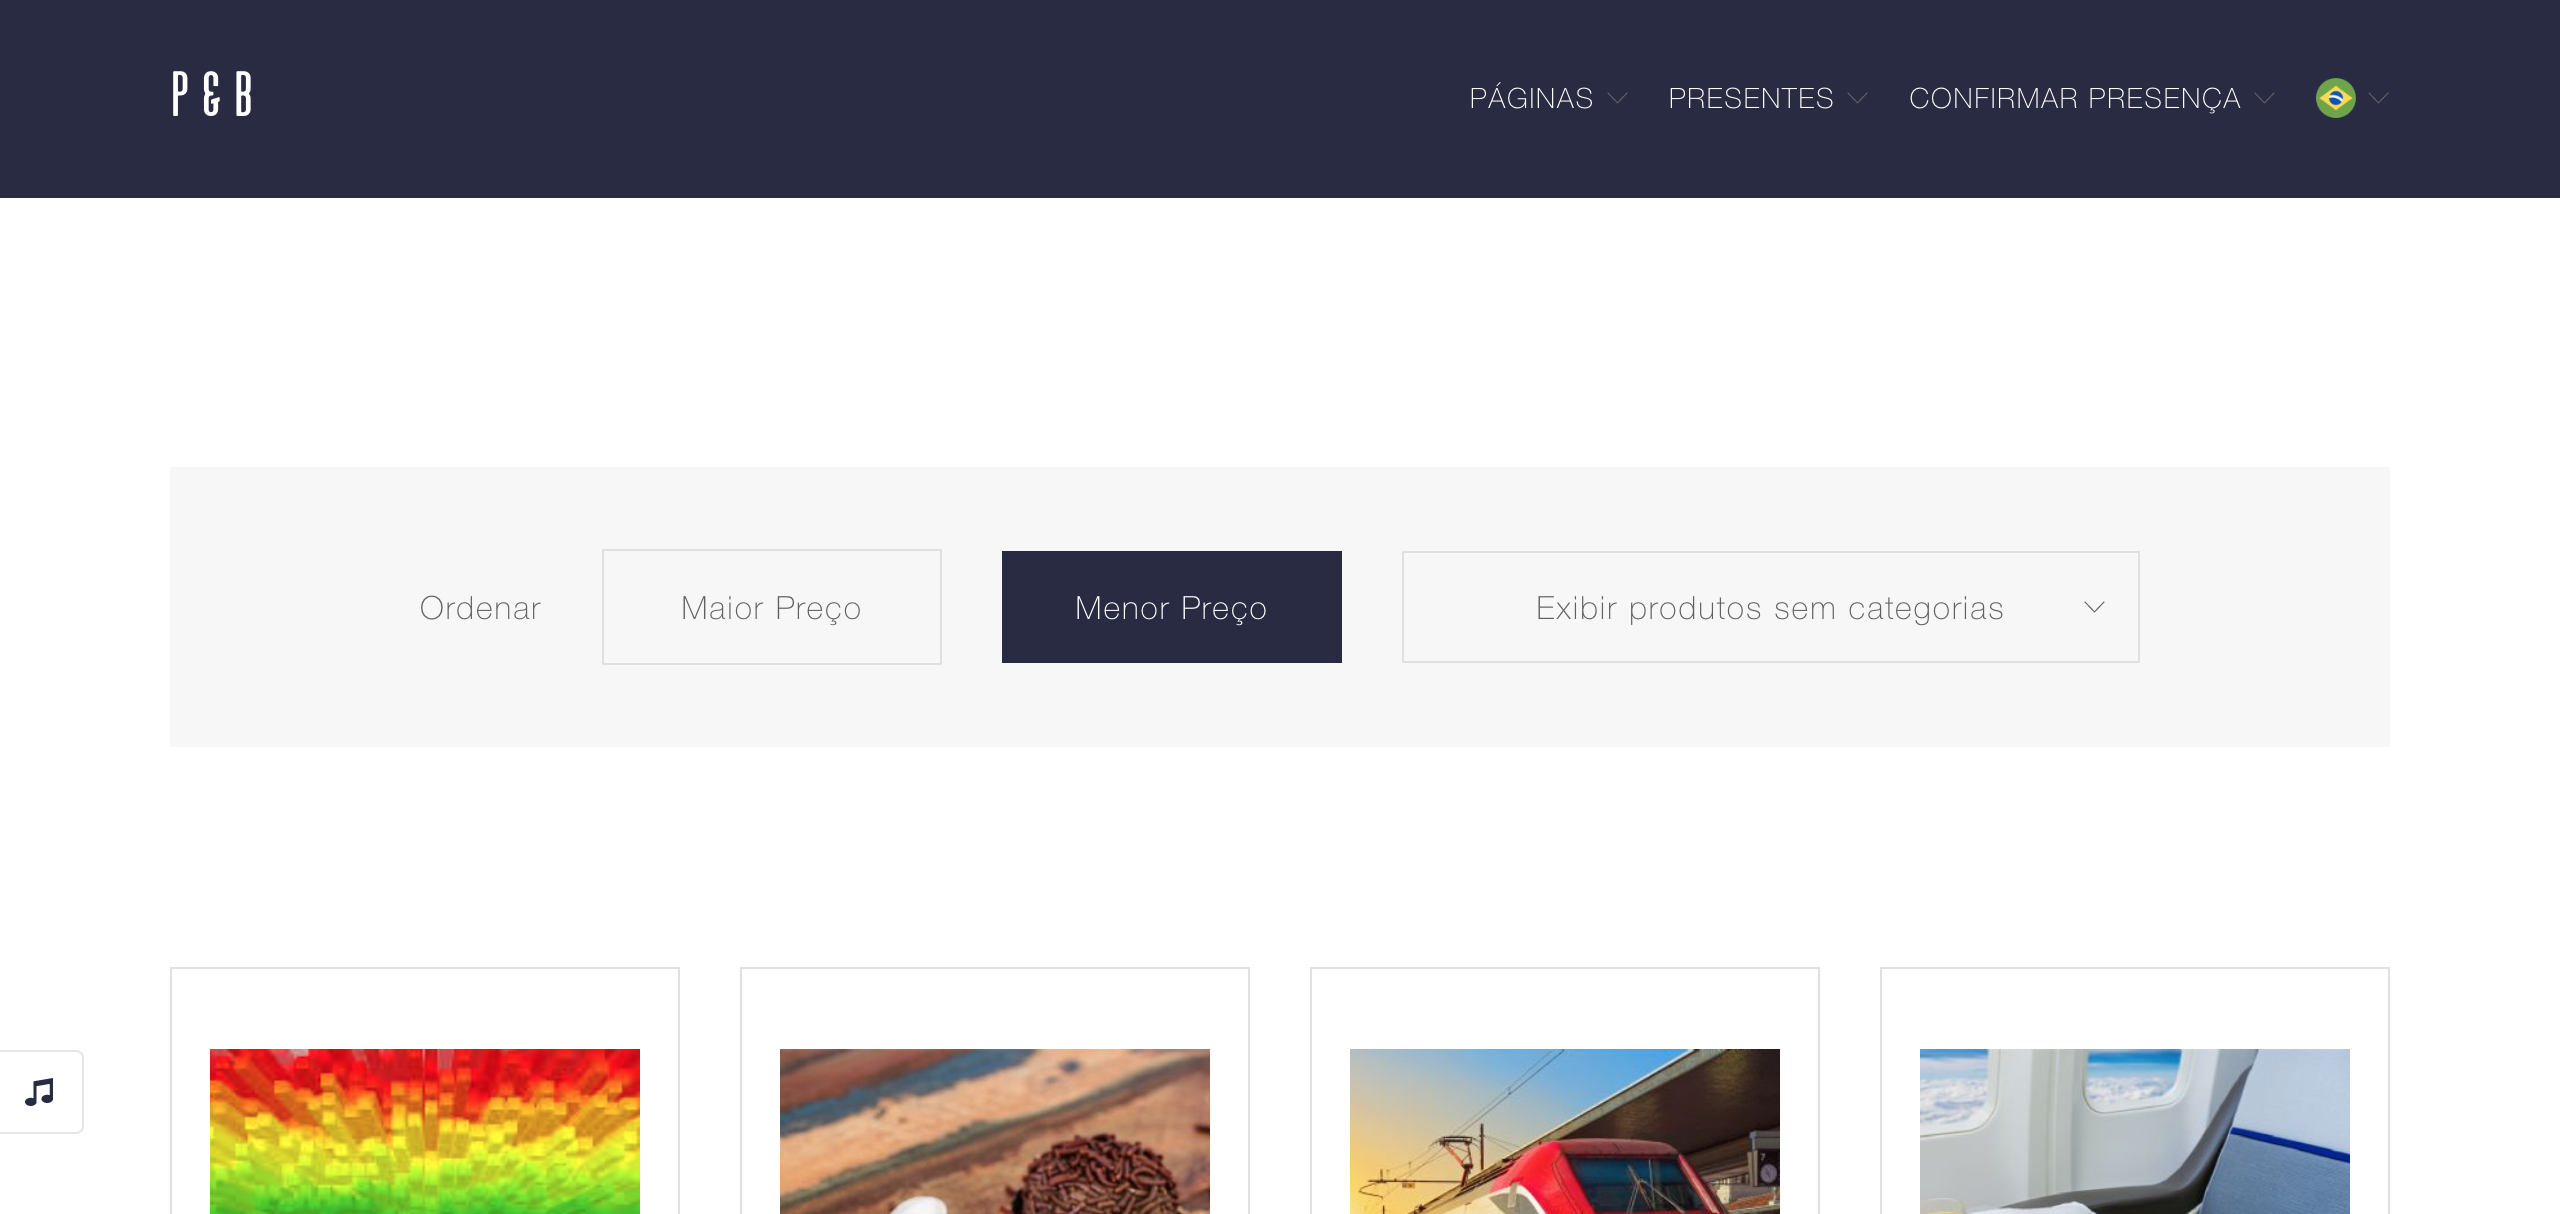 P & B
PÁGINAS PRESENTES CONFIRMAR PRESENÇA
Ordenar Maior Preço Menor Preço Exibir produtos sem categorias